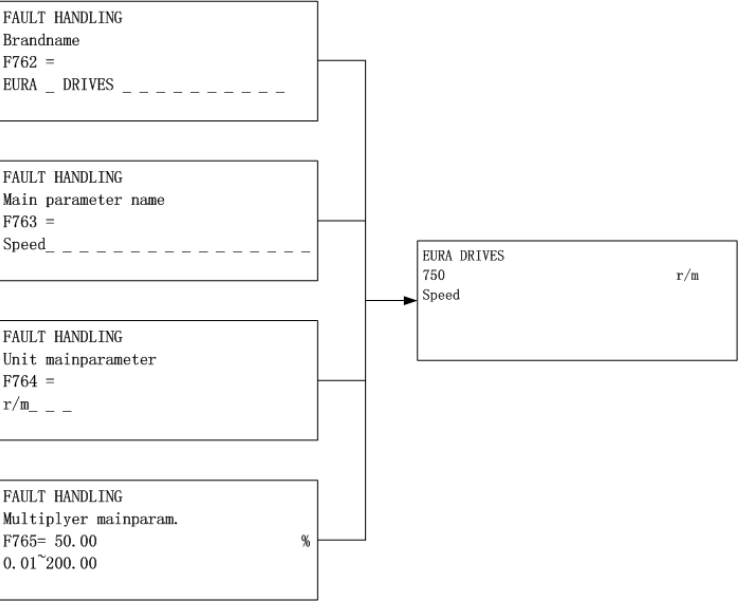 FAULT HANDLING
Brandname
F762 =
EURA _ DRIVES _ _ _ _ _ _ _ _ _ _
FAULT HANDLING
Main parameter name
F763 =
Speed_ _ _ _ _ _ _ _ _ _ _ _ _ _ _ _
FAULT HANDLING
Unit mainparameter
F764 =
r/m_ _ _
FAULT HANDLING
Multiplyer mainparam.
F765= 50.00 %
0.01~200.00
EURA DRIVES
750 r/m
Speed